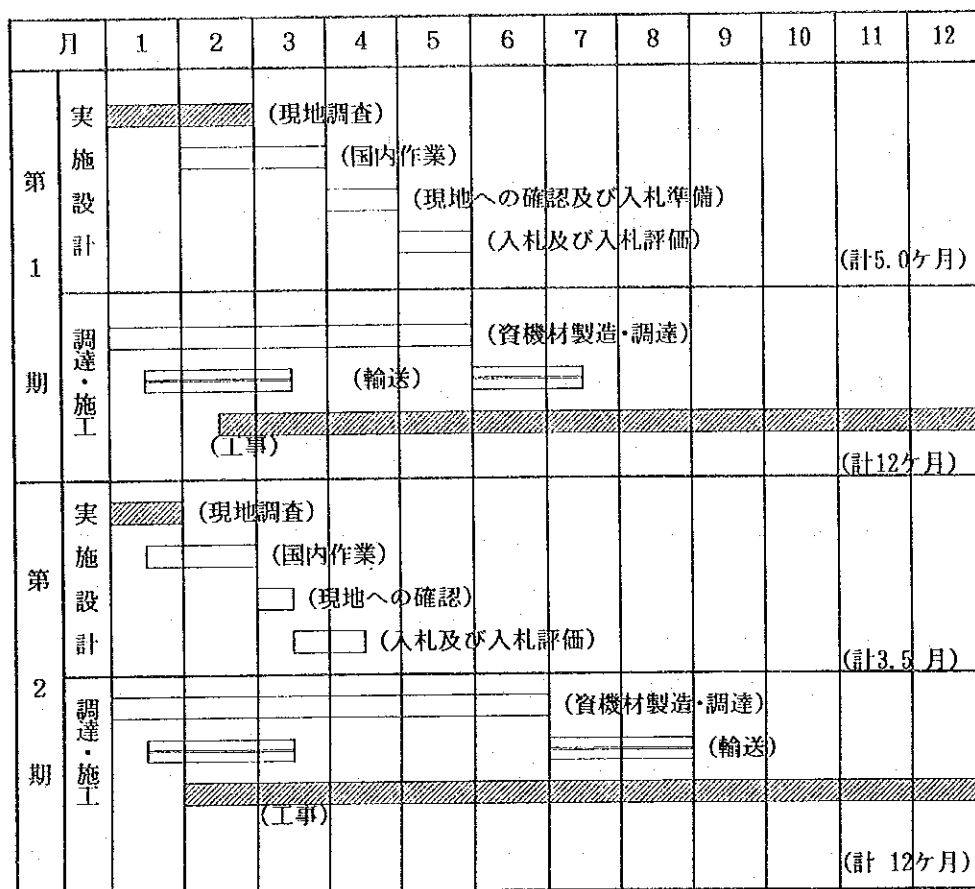 月 1 2 3 4 5 6 7 8 9 10 11 12
第1期
実施設計
(現地調査)
(国内作業)
(現地への確認及び入札準備)
(入札及び入札評価)
(計5.0ケ月)
調達・施工
(資機材製造・調達)
(輸送)
(工事)
(計12ケ月)
第2期
実施設計
(現地調査)
(国内作業)
(現地への確認)
(入札及び入札評価)
(計3.5 月)
調達・施工
(資機材製造・調達)
(輸送)
(工事)
(計 12ケ月)